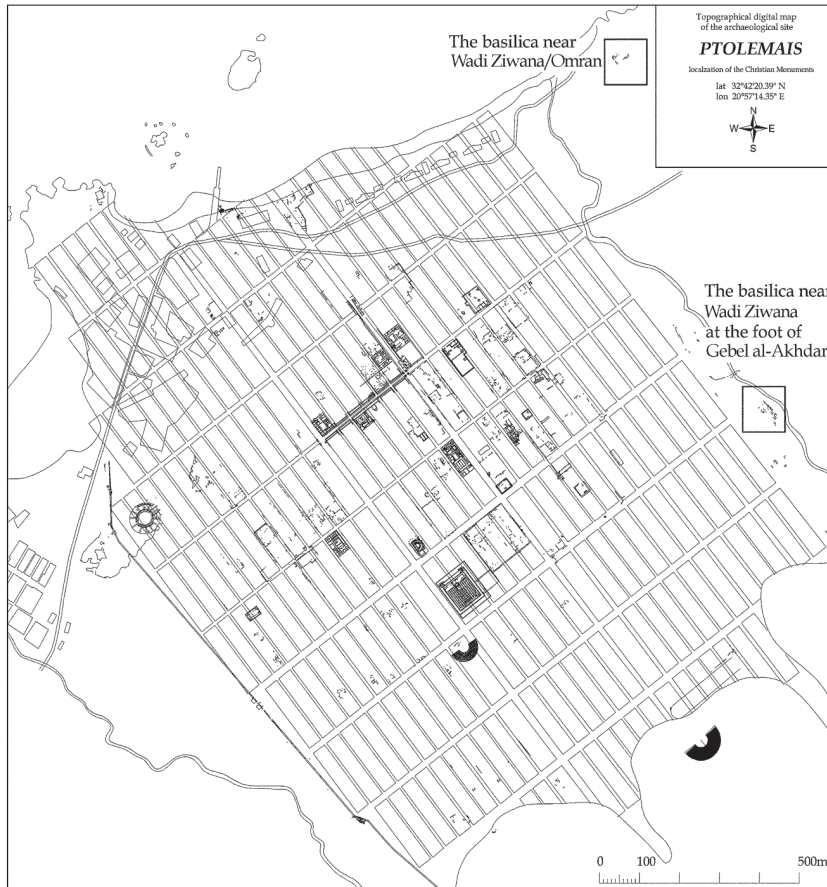 The basilica near
Wadi Ziwana/Omran
Topographical digital map
of the archaeological site
PTOLEMAIS
localization of the Christian Monuments
lat 32°42'20.39" N
lon 20°57'14.35" E
N
W E
S
The basilica near
Wadi Ziwana
at the foot of
Gebel al-Akhdar
0 100 500m